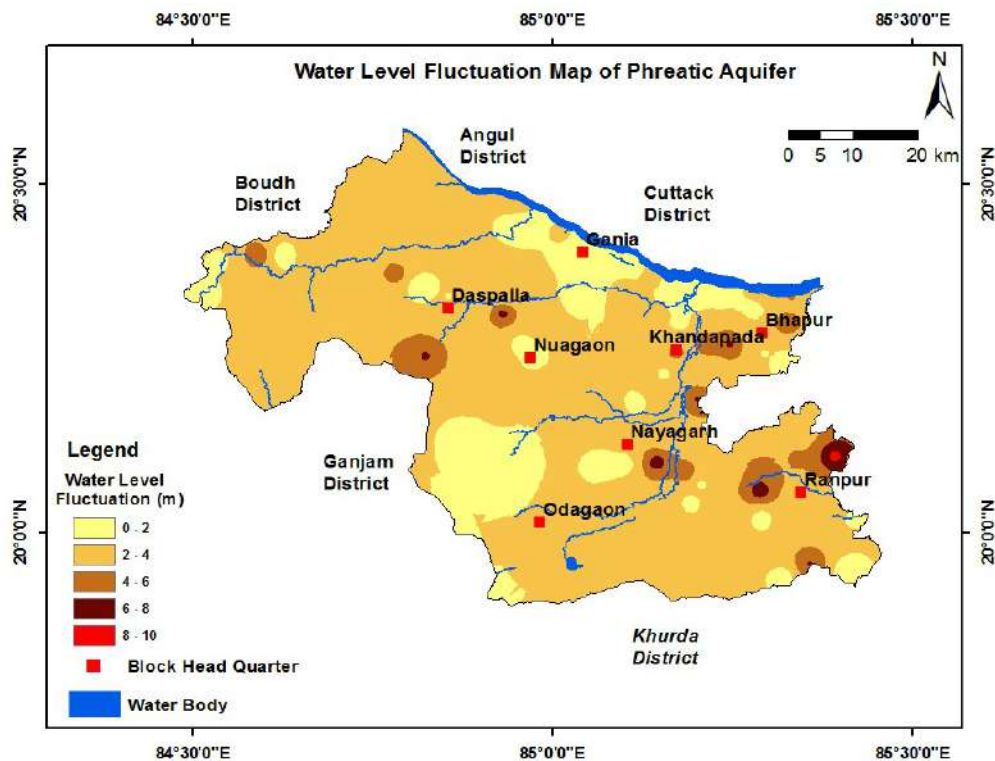 84°30'0"E
85°0'0"E
85°30'0"E
Water Level Fluctuation Map of Phreatic Aquifer
N
0 5 10 20 km
Angul
District
Boudh
District
Cuttack
District
20°30'0"N
20°30'0"N
Gania
Daspalla
Bhapur
Khandapada
Nuagaon
Nayagarh
Ganjam
District
Ranpur
Odagaon
20°0'0"N
20°0'0"N
Khurda
District
Legend
Water Level
Fluctuation (m)
0 - 2
2 - 4
4 - 6
6 - 8
8 - 10
Block Head Quarter
Water Body
84°30'0"E
85°0'0"E
85°30'0"E